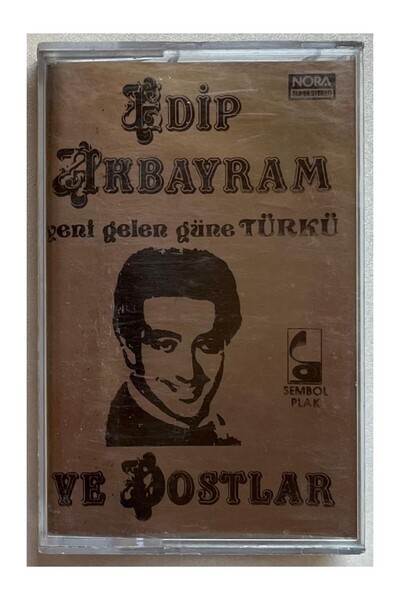 NORA
SUPER STEREO
EDİP
AKBAYRAM
yeni gelen güne TÜRKÜ
SEMBOL
PLAK
VE DOSTLAR